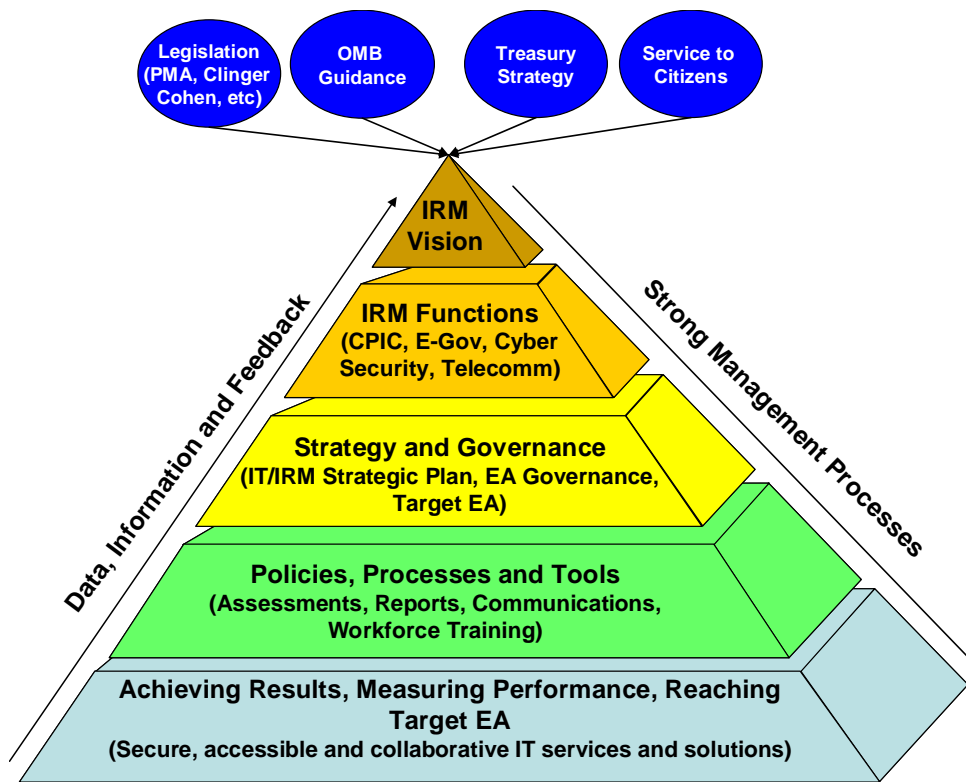 Legislation
(PMA, Clinger
Cohen, etc)
OMB
Guidance
Treasury
Strategy
Service to
Citizens
IRM
Vision
IRM Functions
(CPIC, E-Gov, Cyber
Security, Telecomm)
Strategy and Governance
(IT/IRM Strategic Plan, EA Governance,
Target EA)
Policies, Processes and Tools
(Assessments, Reports, Communications,
Workforce Training)
Achieving Results, Measuring Performance, Reaching
Target EA
(Secure, accessible and collaborative IT services and solutions)
Data, Information and Feedback
Strong Management Processes